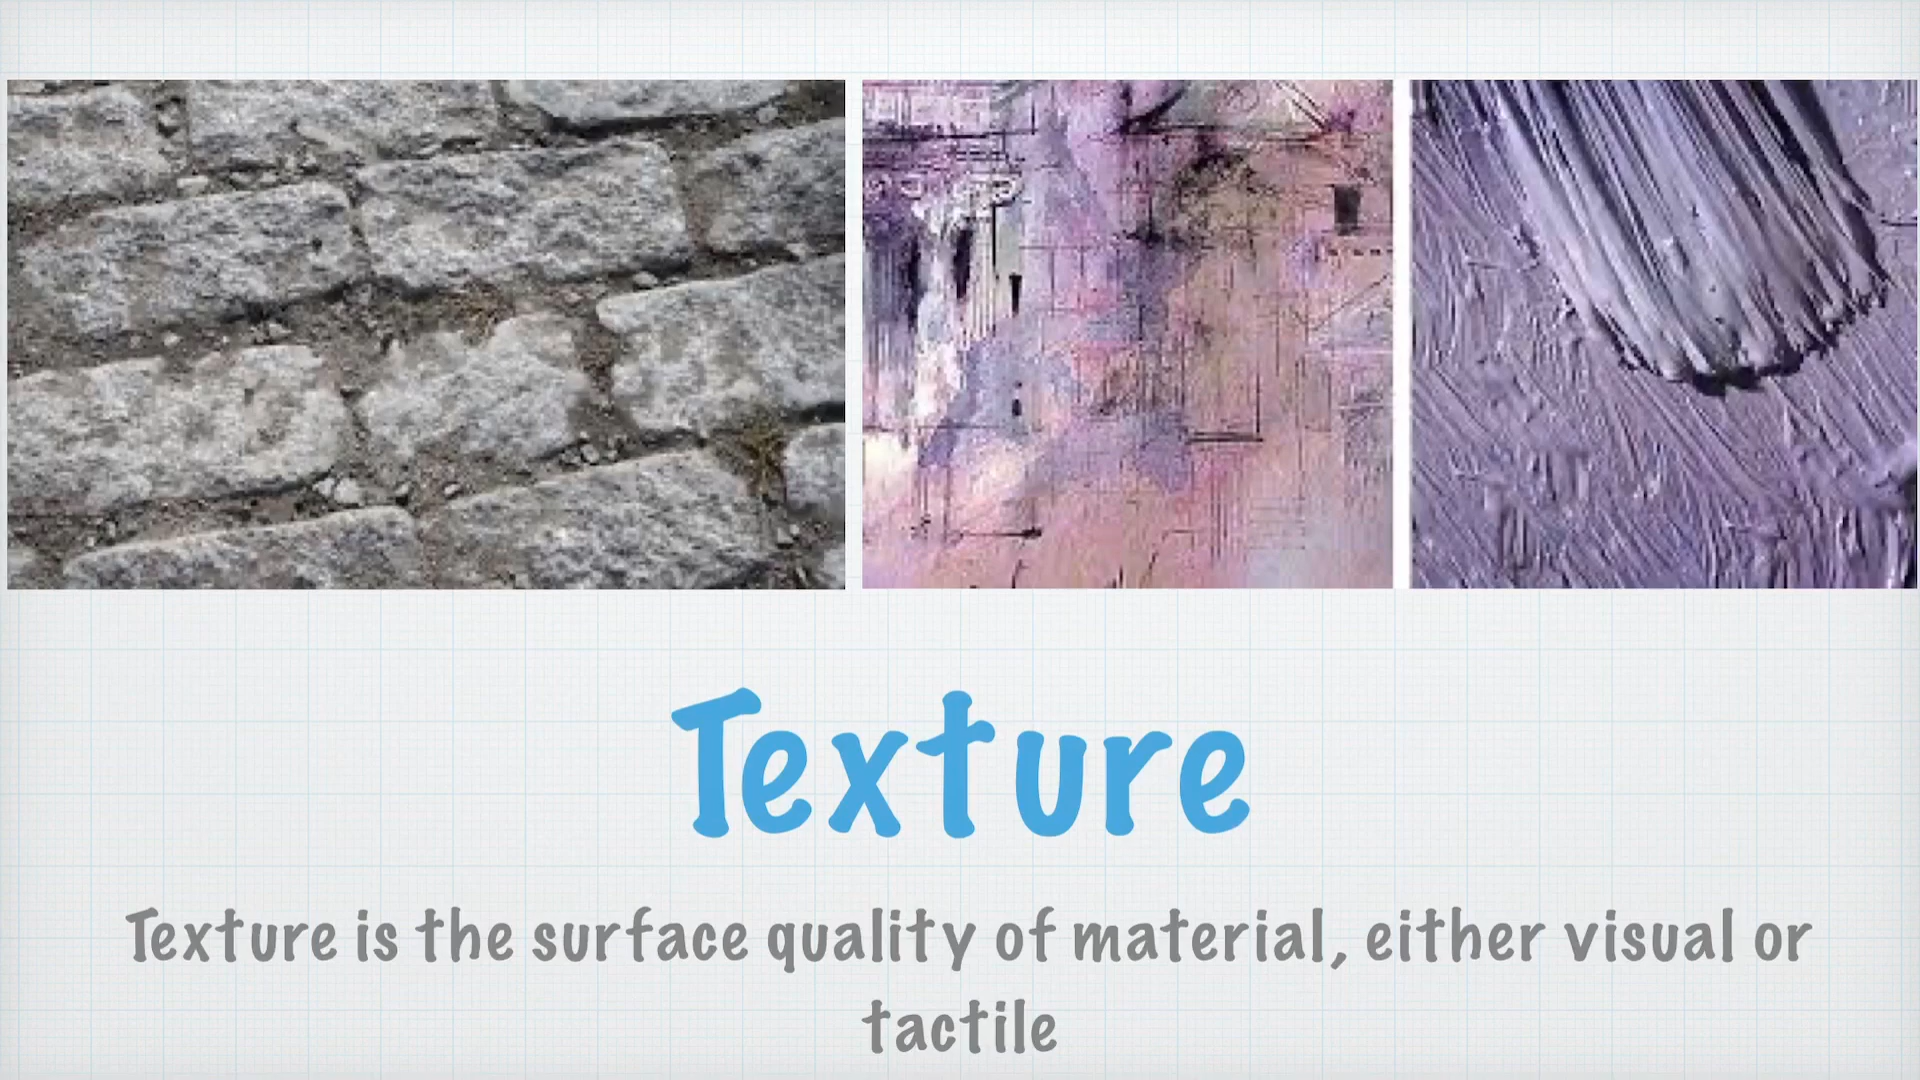 Texture
Texture is the surface quality of material, either visual or
tactile